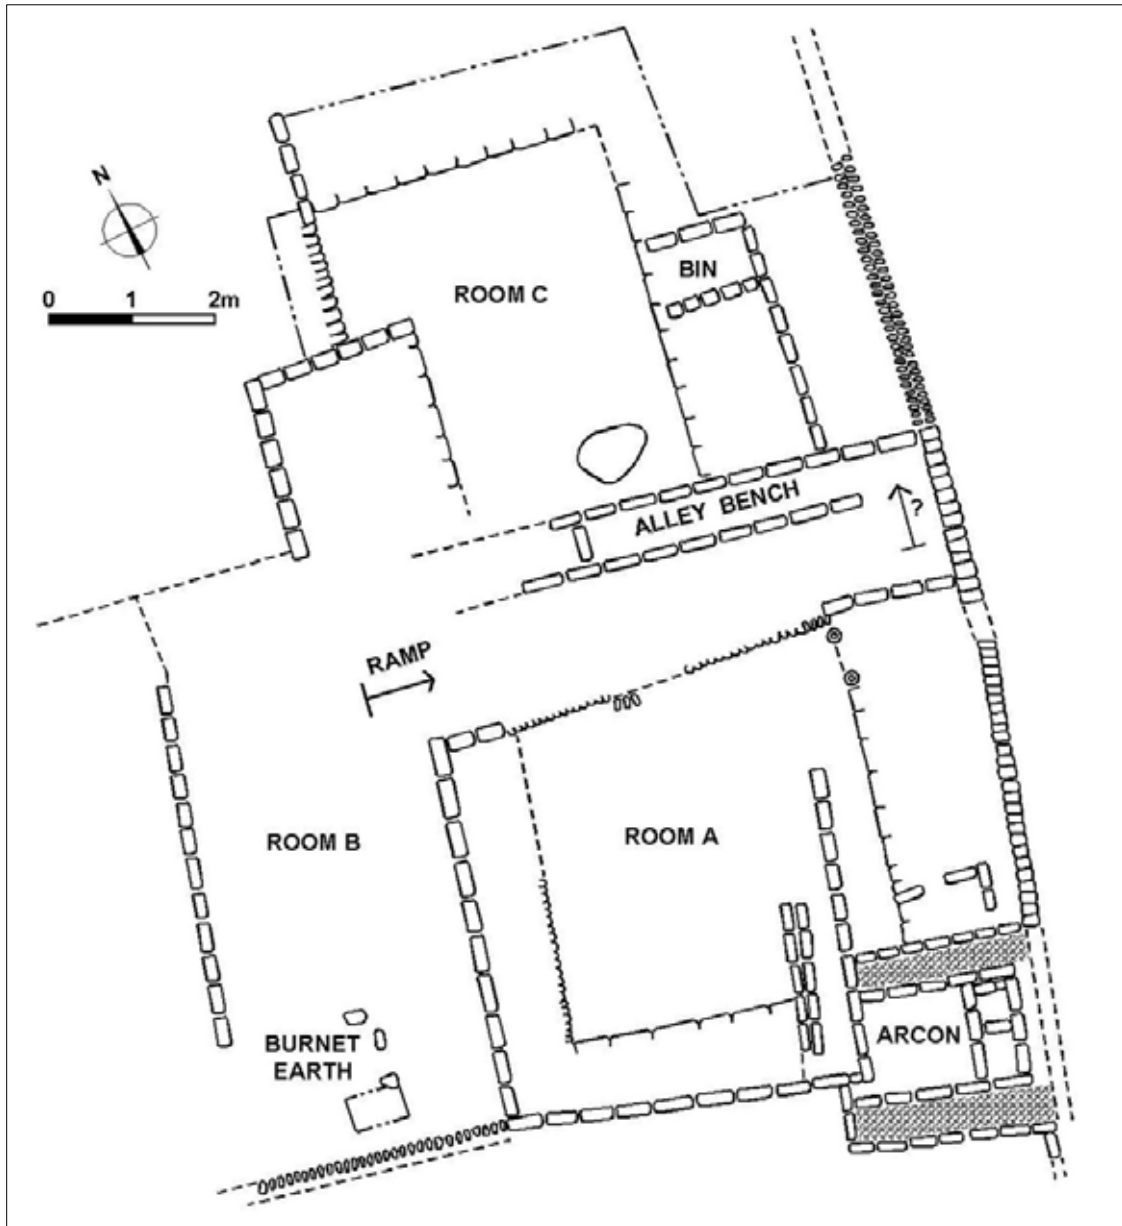 N
0 1 2m
BIN
ROOM C
ALLEY BENCH
?
RAMP
ROOM B
ROOM A
BURNET
EARTH
ARCON